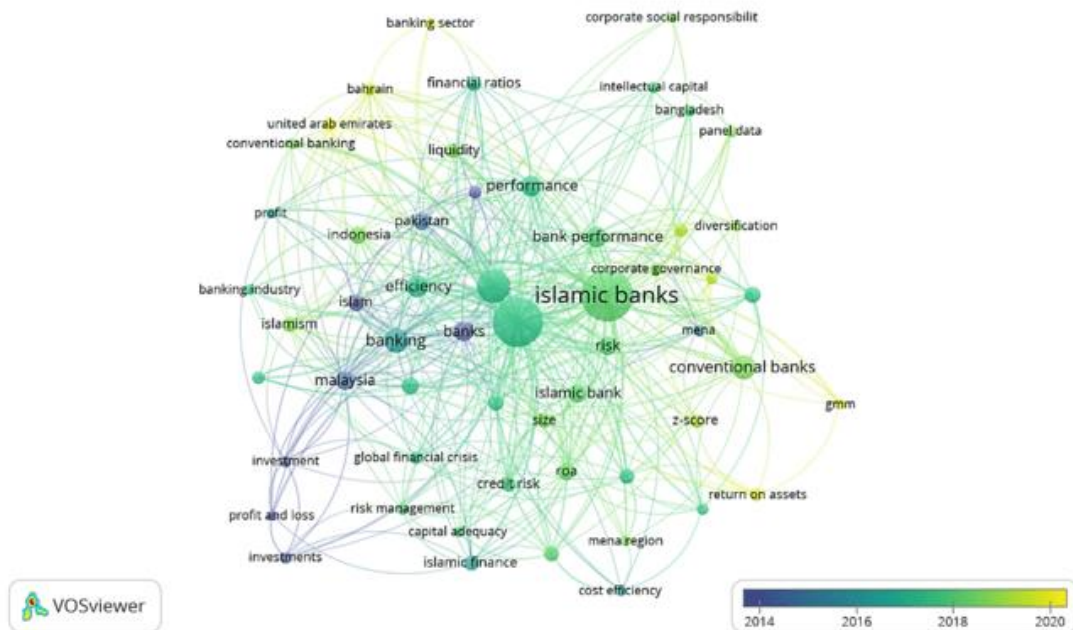 banking sector
corporate social responsibilit
financial ratios
bahrain
intellectual capital
bangladesh
united arab emirates
panel data
conventional banking
liquidity
performance
profit
pakistan
indonesia
bank performance
diversification
corporate governance
banking industry
efficiency
islamic banks
islam
islamism
banks
mena
banking
risk
conventional banks
malaysia
islamic bank
gmm
size
z-score
investment
global financial crisis
roa
credit risk
return on assets
profit and loss
risk management
capital adequacy
mena region
investments
islamic finance
cost efficiency
VOSviewer
2014 2016 2018 2020